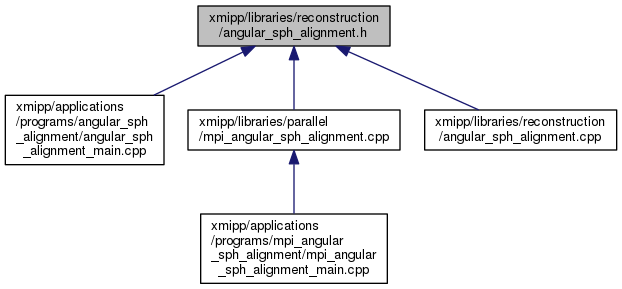 xmipp/libraries/reconstruction
/angular_sph_alignment.h
xmipp/applications
/programs/angular_sph
_alignment/angular_sph
_alignment_main.cpp
xmipp/libraries/parallel
/mpi_angular_sph_alignment.cpp
xmipp/libraries/reconstruction
/angular_sph_alignment.cpp
xmipp/applications
/programs/mpi_angular
_sph_alignment/mpi_angular
_sph_alignment_main.cpp